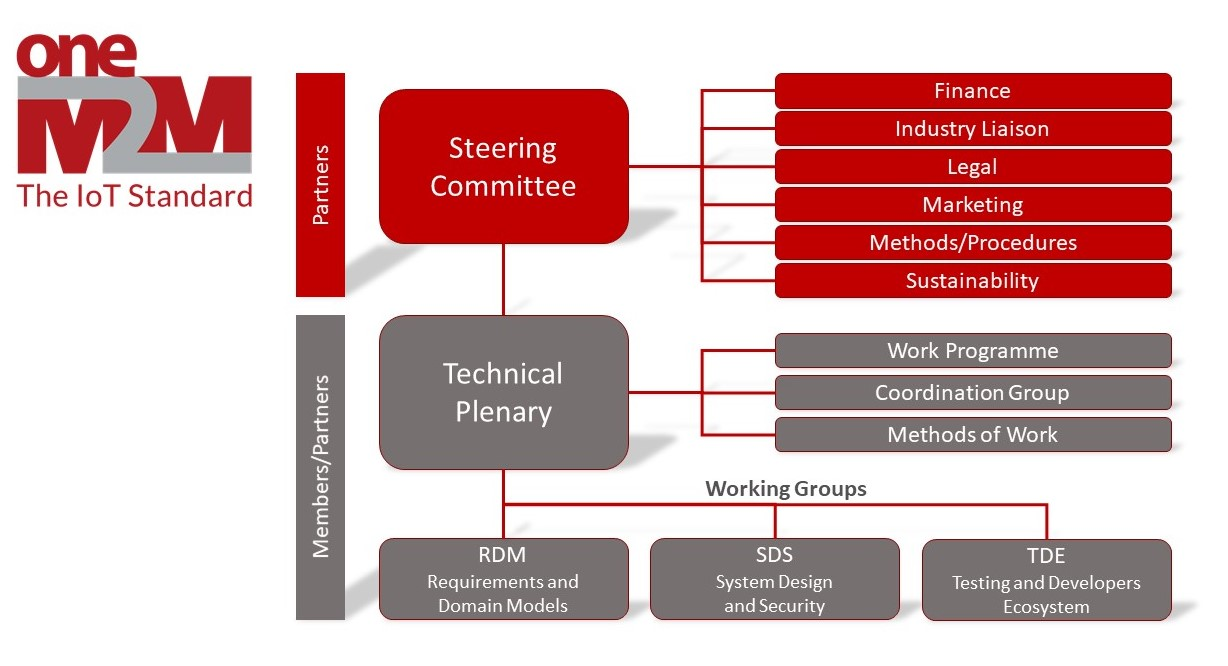 one
M2M
The IoT Standard
Partners
Steering
Committee
Finance
Industry Liaison
Legal
Marketing
Methods/Procedures
Sustainability
Members/Partners
Technical
Plenary
Work Programme
Coordination Group
Methods of Work
Working Groups
RDM
Requirements and
Domain Models
SDS
System Design
and Security
TDE
Testing and Developers
Ecosystem